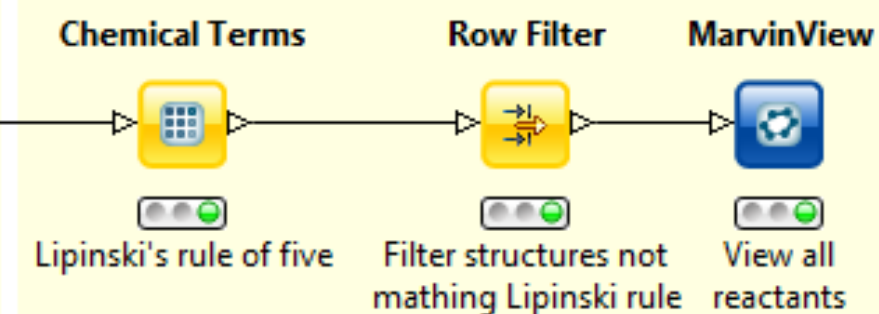 Chemical Terms
Row Filter
MarvinView
Lipinski's rule of five
Filter structures not
mathing Lipinski rule
View all
reactants